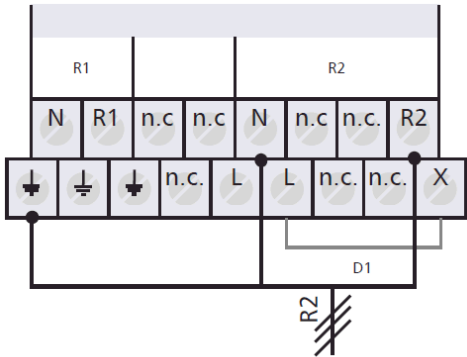 R1 R2
N R1 n.c n.c N n.c n.c. R2
n.c. L L n.c. n.c. X
D1
R2